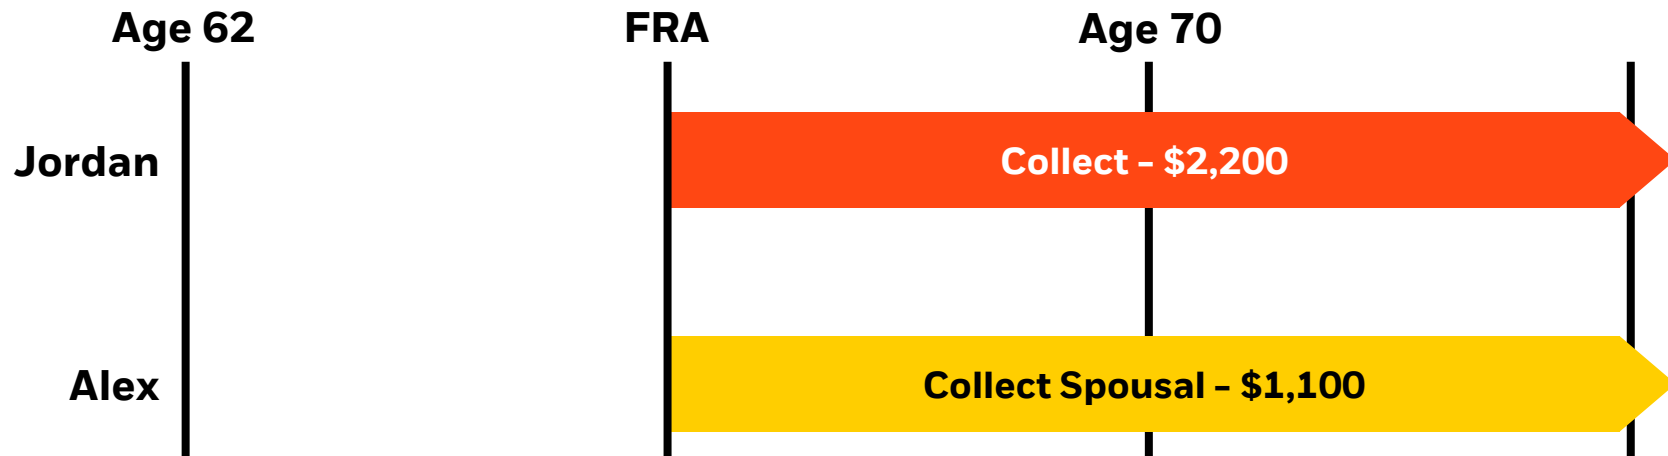 Age 62 FRA Age 70
Jordan Collect – $2,200
Alex Collect Spousal – $1,100